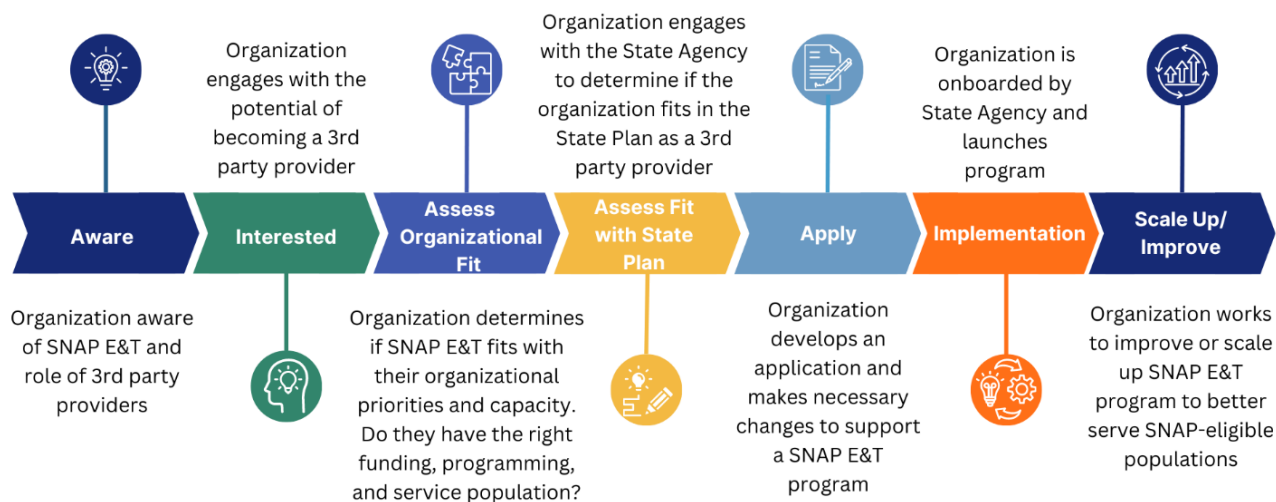 Aware
Organization aware
of SNAP E&T and
role of 3rd party
providers
Organization
engages with the
potential of
becoming a 3rd
party provider
Interested
Assess
Organizational
Fit
Organization determines
if SNAP E&T fits with
their organizational
priorities and capacity.
Do they have the right
funding, programming,
and service population?
Organization engages
with the State Agency
to determine if the
organization fits in the
State Plan as a 3rd
party provider
Assess Fit
with State
Plan
Apply
Organization
develops an
application and
makes necessary
changes to support
a SNAP E&T
program
Organization is
onboarded by
State Agency and
launches
program
Implementation
Scale Up/
Improve
Organization works
to improve or scale
up SNAP E&T
program to better
serve SNAP-eligible
populations